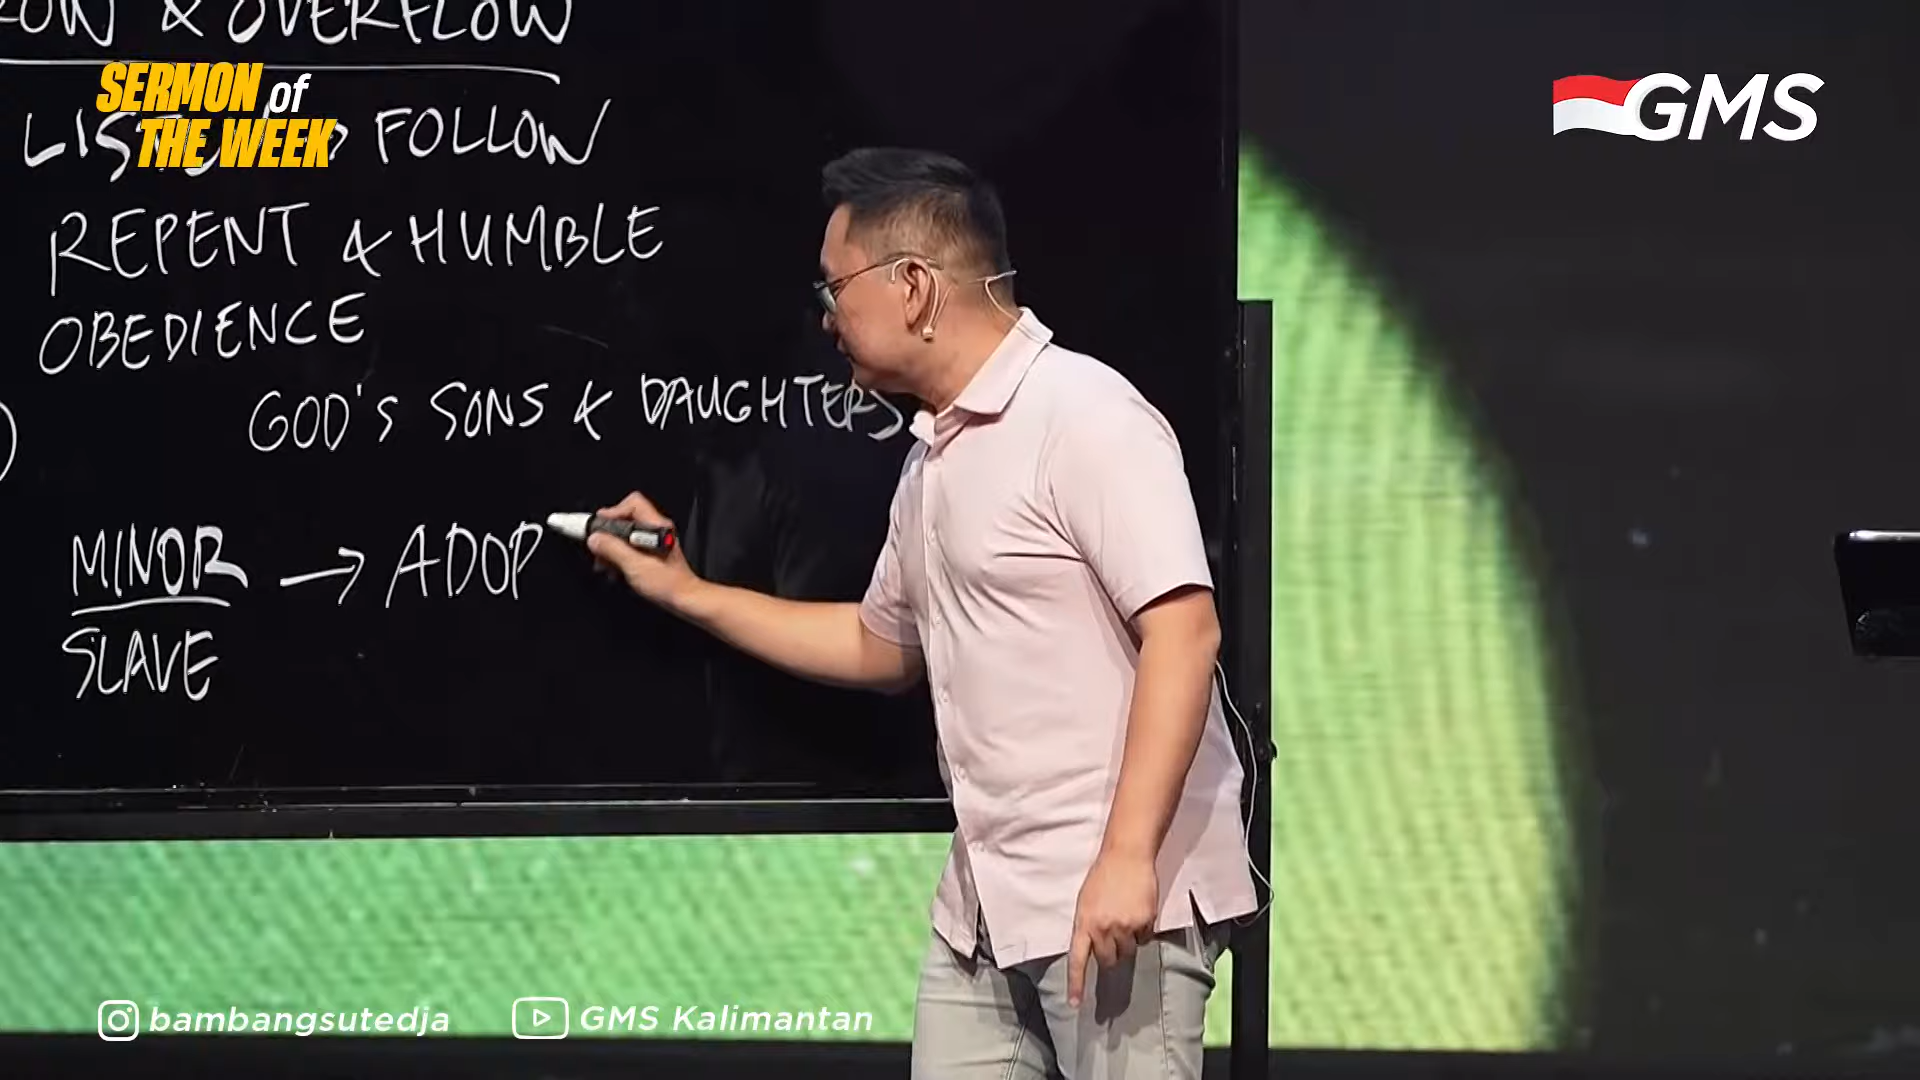 & OVERFLOW
SERMON of
THE WEEK
GMS
FOLLOW
REPENT & HUMBLE
OBEDIENCE
GOD'S SONS & DAUGHTERS
MINOR → ADOP
SLAVE
bambangsutedja
GMS Kalimantan